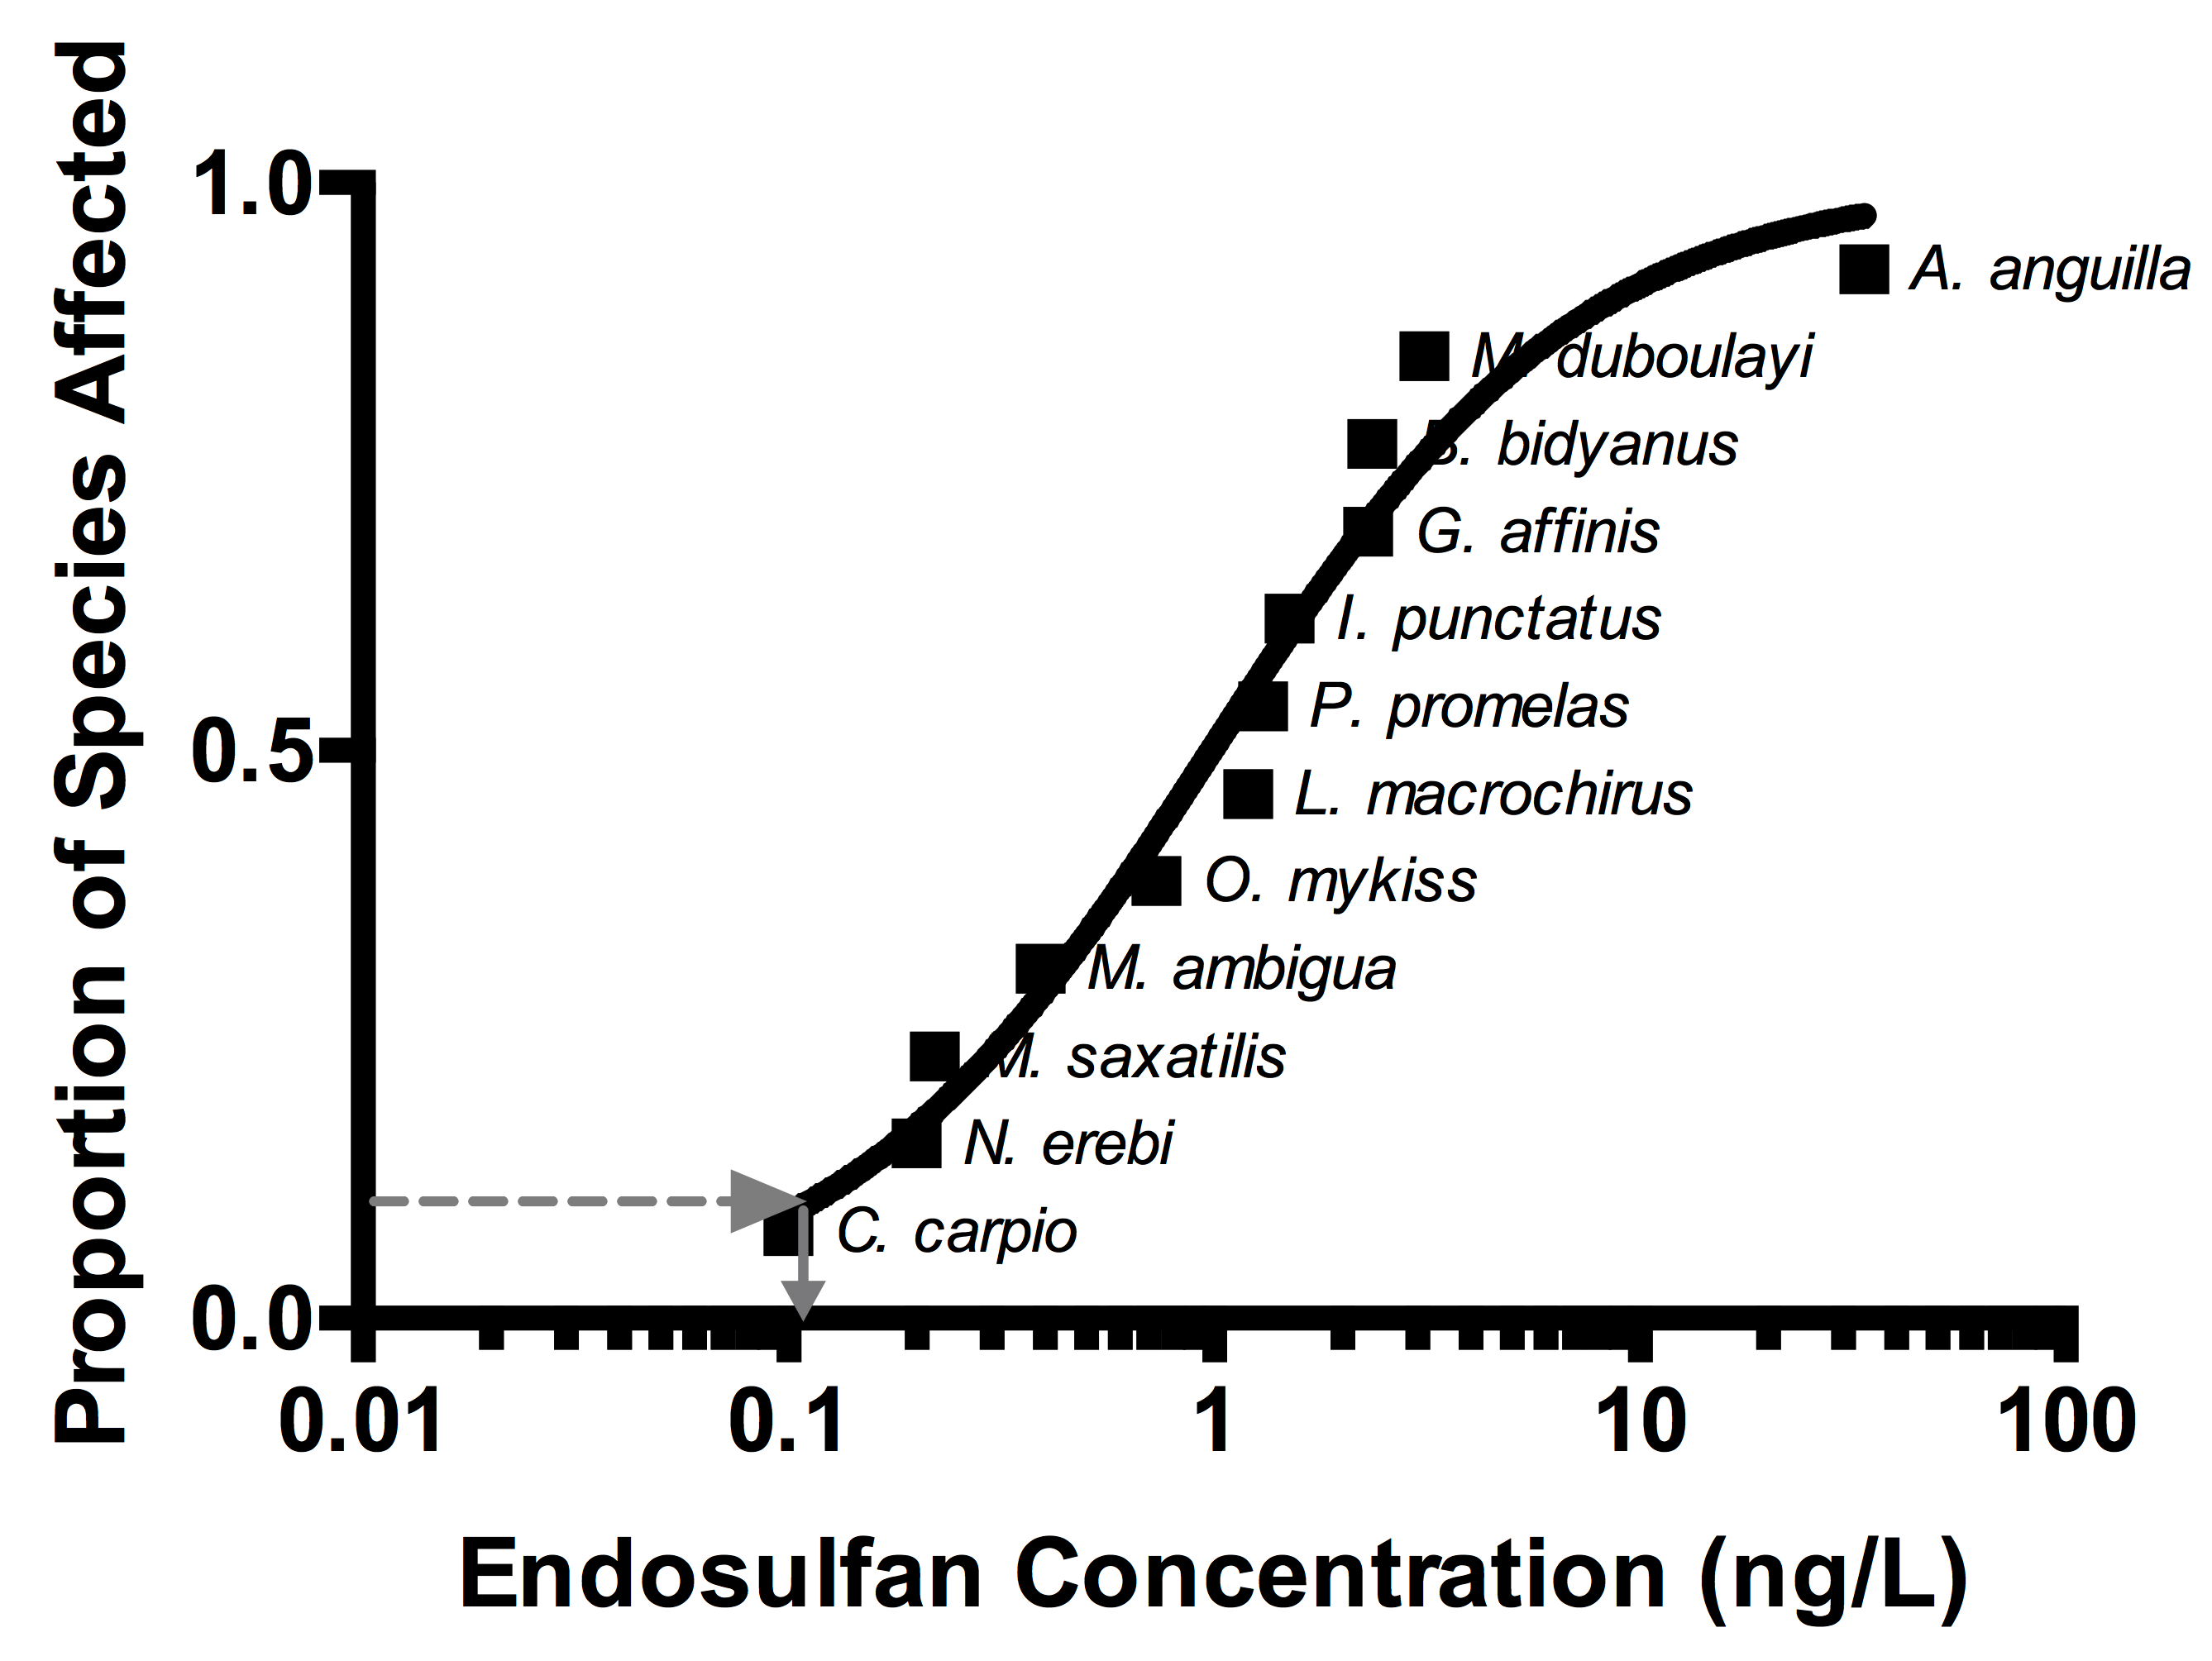 Proportion of Species Affected
1.0
0.5
0.0
A. anguilla
M. duboulayi
B. bidyanus
G. affinis
I. punctatus
P. promelas
L. macrochirus
O. mykiss
M. ambigua
M. saxatilis
N. erebi
C. carpio
0.01 0.1 1 10 100
Endosulfan Concentration (ng/L)